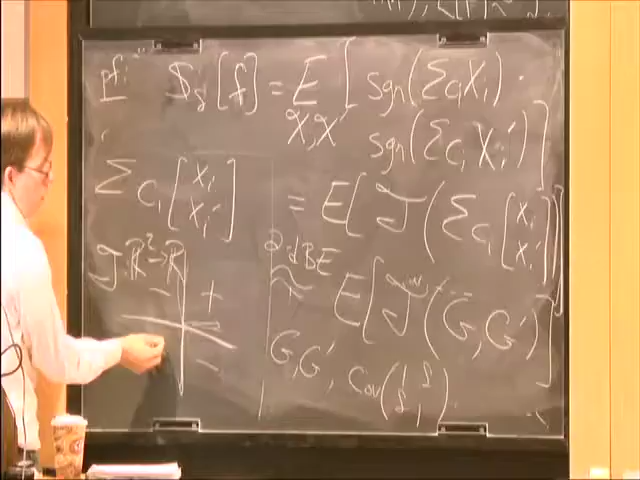 pf: S_δ[f] = E_{X,X'} [ sgn(Σ c_i X_i) ·
sgn(Σ c_i X_i') ]
Σ c_i [ X_i X_i' ] = E[ J ( Σ c_i [ X_i X_i' ] ) ]
J: ℝ² → ℝ
2-d BE
≈ E[ J ( G, G' ) ]
− +
−
G, G', Cov ( 1 δ δ 1 )